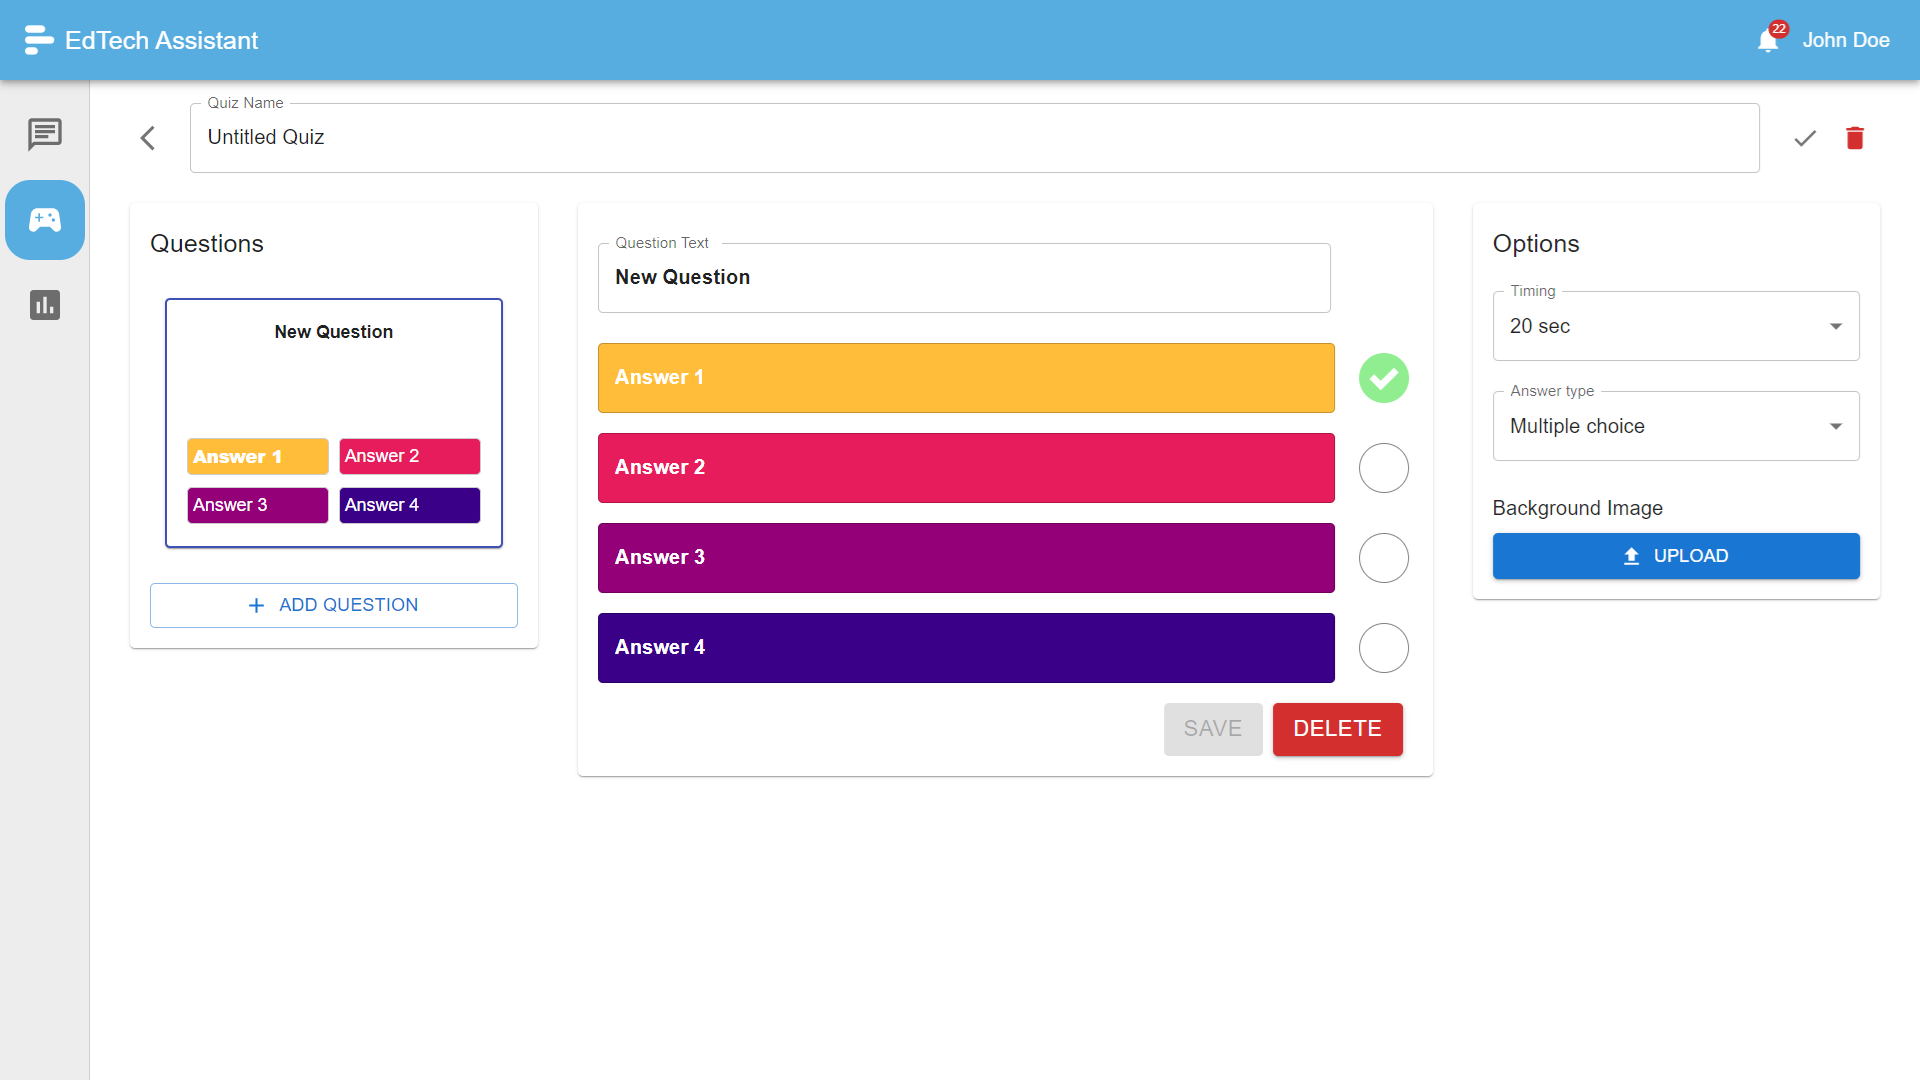 EdTech Assistant
22
John Doe
Quiz Name
Untitled Quiz
Questions
New Question
Answer 1
Answer 2
Answer 3
Answer 4
ADD QUESTION
Question Text
New Question
Answer 1
Answer 2
Answer 3
Answer 4
SAVE
DELETE
Options
Timing
20 sec
Answer type
Multiple choice
Background Image
UPLOAD